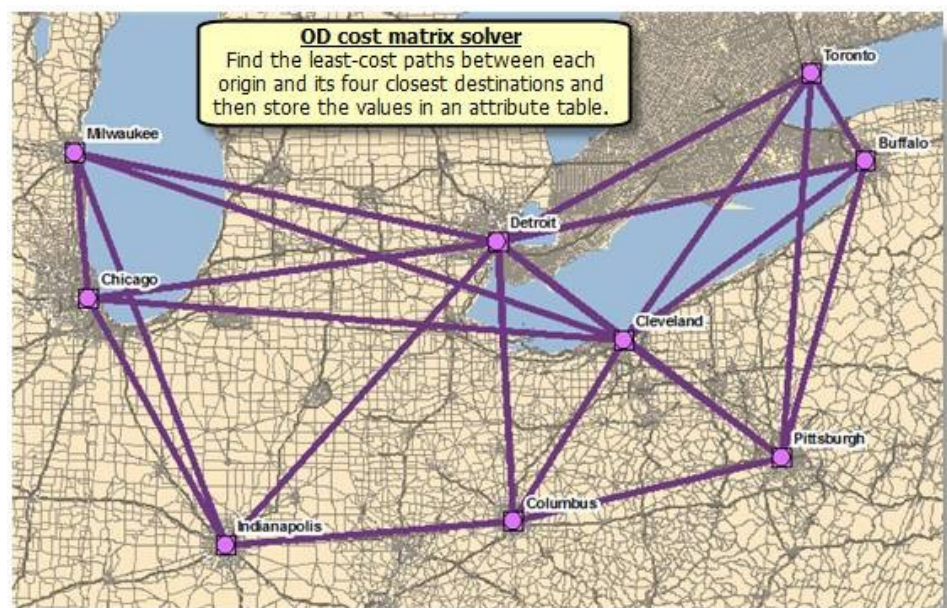 OD cost matrix solver
Find the least-cost paths between each
origin and its four closest destinations and
then store the values in an attribute table.
Toronto
Milwaukee
Buffalo
Detroit
Chicago
Cleveland
Pittsburgh
Columbus
Indianapolis